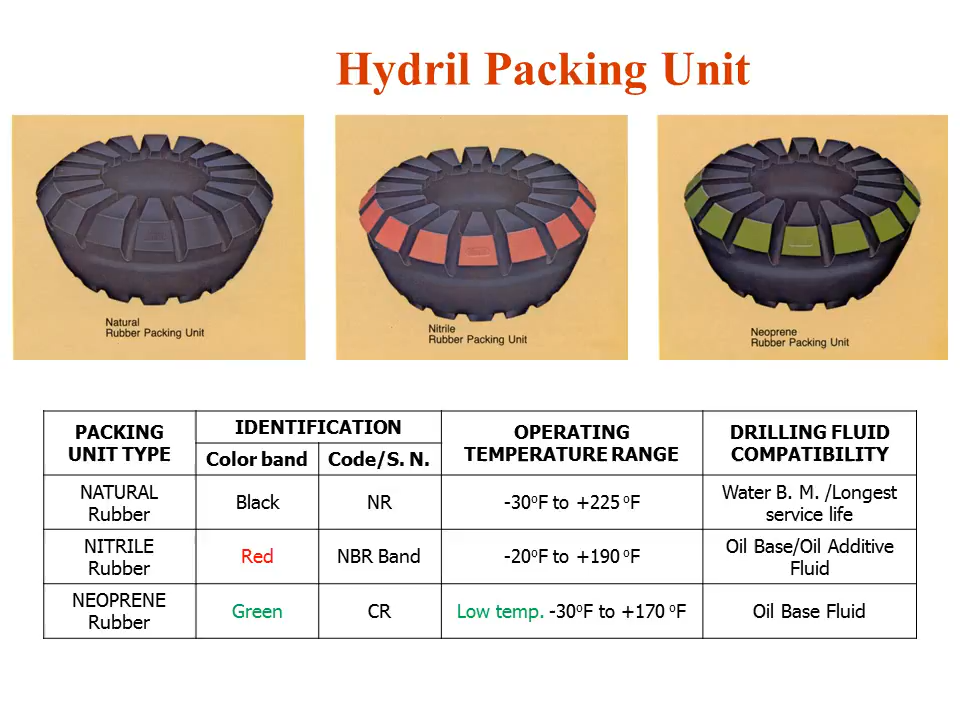 Hydril Packing Unit
Natural
Rubber Packing Unit
Nitrile
Rubber Packing Unit
Neoprene
Rubber Packing Unit
PACKING
UNIT TYPE
IDENTIFICATION
OPERATING
TEMPERATURE RANGE
DRILLING FLUID
COMPATIBILITY
Color band
Code/S. N.
NATURAL
Rubber
Black
NR
-30ºF to +225 ºF
Water B. M. /Longest
service life
NITRILE
Rubber
Red
NBR Band
-20ºF to +190 ºF
Oil Base/Oil Additive
Fluid
NEOPRENE
Rubber
Green
CR
Low temp. -30ºF to +170 ºF
Oil Base Fluid